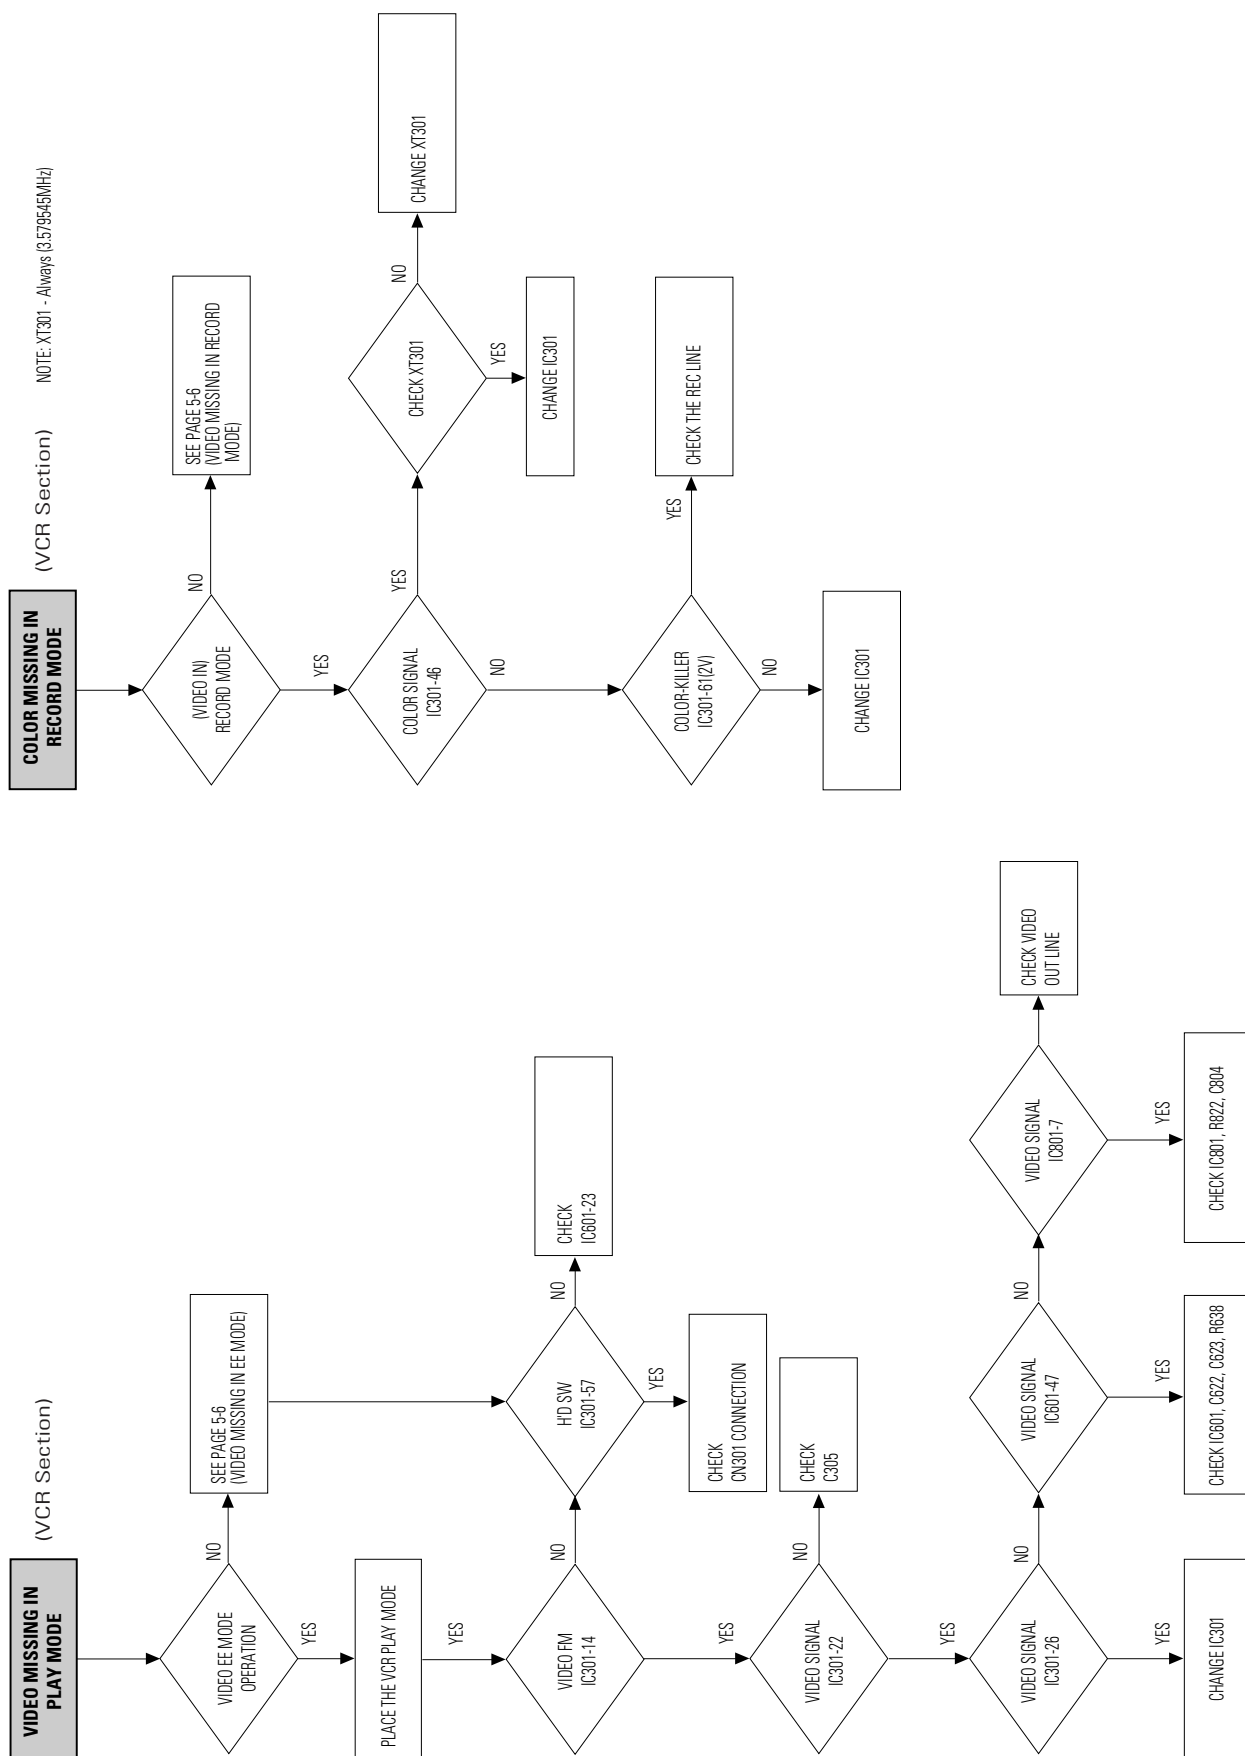 VIDEO MISSING IN
PLAY MODE
(VCR Section)
VIDEO EE MODE
OPERATION
NO
SEE PAGE 5-6
(VIDEO MISSING IN EE MODE)
YES
PLACE THE VCR PLAY MODE
YES
VIDEO FM
IC301-14
NO
H'D SW
IC301-57
NO
CHECK
IC601-23
YES
CHECK
CN301 CONNECTION
YES
VIDEO SIGNAL
IC301-22
NO
CHECK
C305
YES
VIDEO SIGNAL
IC301-26
NO
VIDEO SIGNAL
IC601-47
NO
VIDEO SIGNAL
IC801-7
CHECK VIDEO
OUT LINE
YES
CHANGE IC301
YES
CHECK IC601, C622, C623, R638
YES
CHECK IC801, R822, C804
COLOR MISSING IN
RECORD MODE
(VCR Section)
NOTE: XT301 - Always (3.579545MHz)
(VIDEO IN)
RECORD MODE
NO
SEE PAGE 5-6
(VIDEO MISSING IN RECORD
MODE)
YES
COLOR SIGNAL
IC301-46
YES
CHECK XT301
NO
CHANGE XT301
YES
CHANGE IC301
NO
COLOR-KILLER
IC301-61(2V)
YES
CHECK THE REC LINE
NO
CHANGE IC301